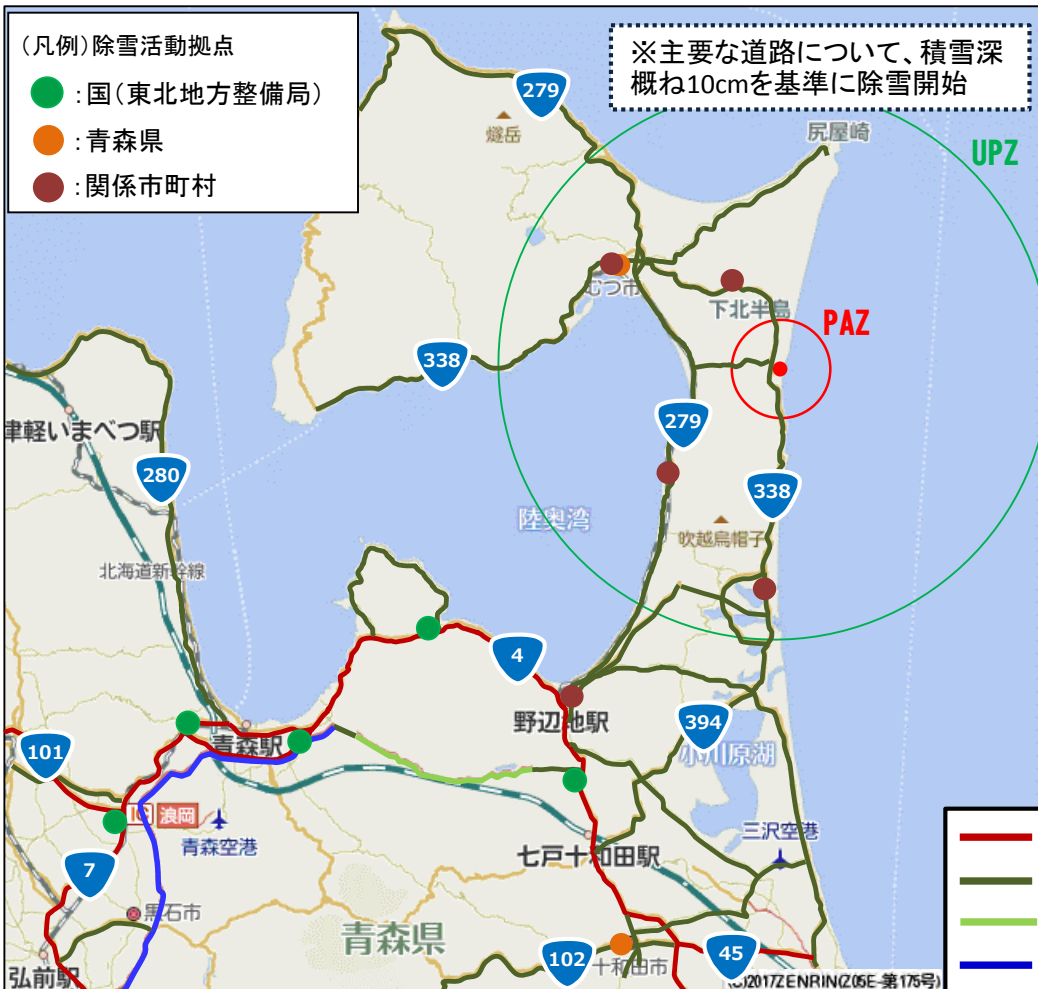 (凡例)除雪活動拠点
:国(東北地方整備局)
:青森県
:関係市町村
※主要な道路について、積雪深
概ね10cmを基準に除雪開始
279
燧岳
尻屋崎
UPZ
むつ市
下北半島
PAZ
338
279
津軽いまべつ駅
280
338
陸奥湾
吹越烏帽子
北海道新幹線
4
野辺地駅
394
青森駅
101
小川原湖
IC 浪岡
青森空港
三沢空港
七戸十和田駅
7
黒石市
青森県
102
十和田市
45
弘前駅
(C)2017ZENRIN(Z05E-第175号)